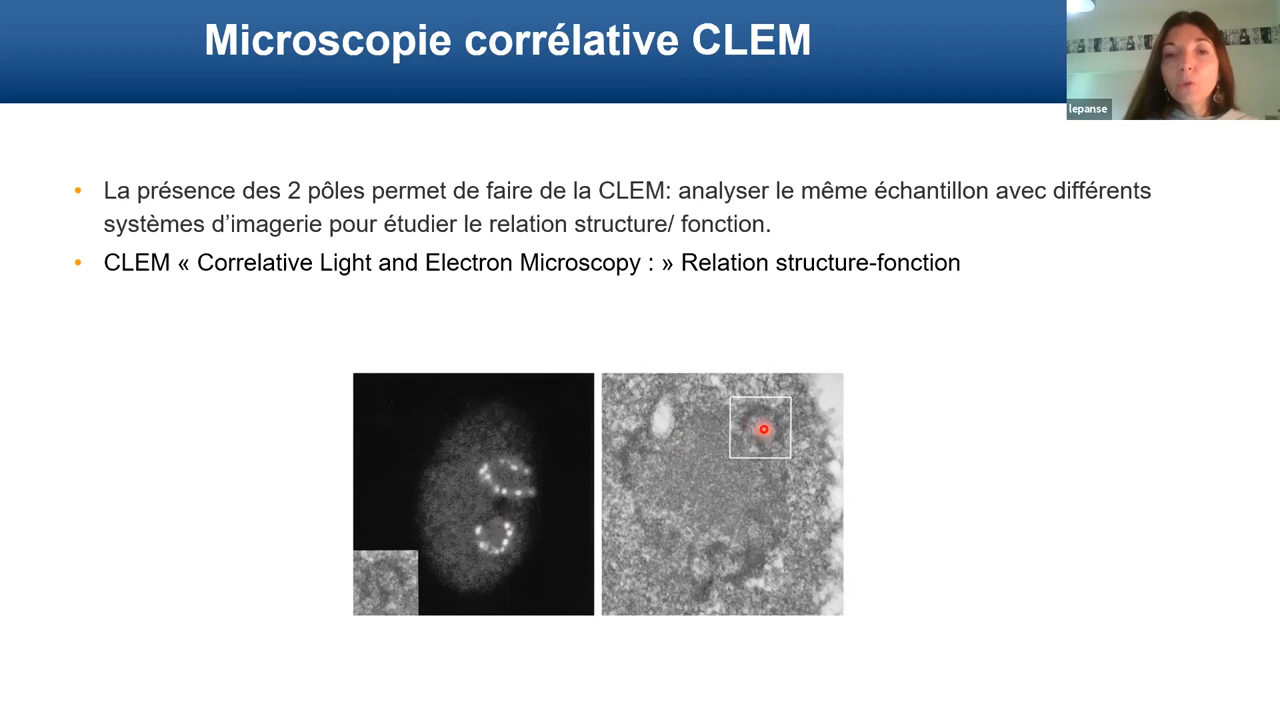 Microscopie corrélative CLEM
lepanse
• La présence des 2 pôles permet de faire de la CLEM: analyser le même échantillon avec différents
systèmes d’imagerie pour étudier le relation structure/ fonction.
• CLEM « Correlative Light and Electron Microscopy : » Relation structure-fonction